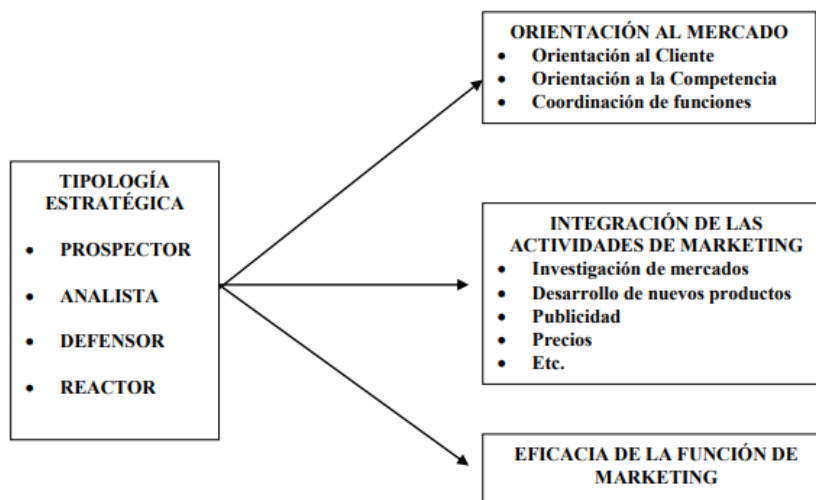 TIPOLOGÍA
ESTRATÉGICA
• PROSPECTOR
• ANALISTA
• DEFENSOR
• REACTOR
ORIENTACIÓN AL MERCADO
• Orientación al Cliente
• Orientación a la Competencia
• Coordinación de funciones
INTEGRACIÓN DE LAS
ACTIVIDADES DE MARKETING
• Investigación de mercados
• Desarrollo de nuevos productos
• Publicidad
• Precios
• Etc.
EFICACIA DE LA FUNCIÓN DE
MARKETING